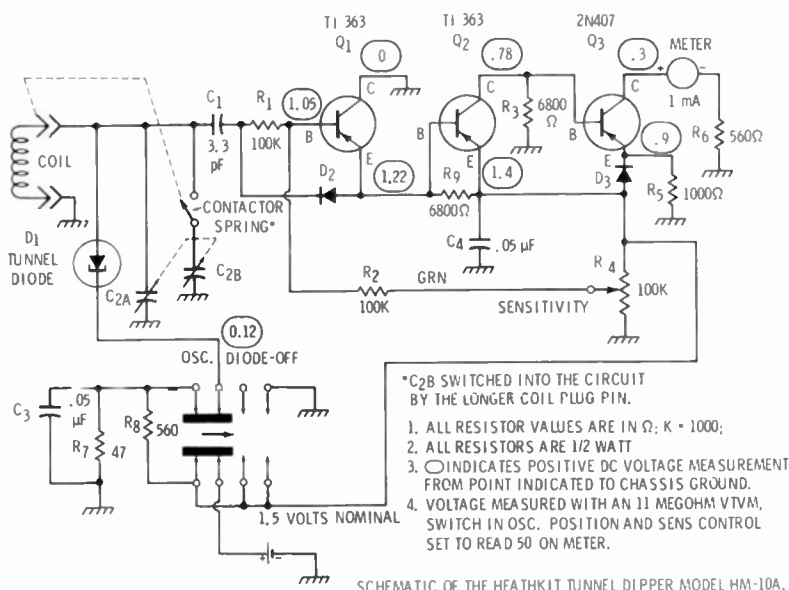 TI 363
Q1
0
C
B
E
TI 363
Q2
.78
C
B
E
2N407
Q3
.3
C
B
E
METER
+ -
1 mA
R6
560Ω
C1
3.3
pF
R1
100K
1.05
R3
6800
Ω
.9
D3
R5
1000Ω
COIL
D2
1.22
R9
6800Ω
1.4
CONTACTOR
SPRING*
C4
.05 µF
D1
TUNNEL
DIODE
C2A
C2B
R2
100K
GRN
SENSITIVITY
R4
100K
0.12
OSC. DIODE-OFF
C3
.05
µF
R7
47
R8
560
1.5 VOLTS NOMINAL
+ -
*C2B SWITCHED INTO THE CIRCUIT
BY THE LONGER COIL PLUG PIN.
1. ALL RESISTOR VALUES ARE IN Ω; K = 1000;
2. ALL RESISTORS ARE 1/2 WATT
3. INDICATES POSITIVE DC VOLTAGE MEASUREMENT
FROM POINT INDICATED TO CHASSIS GROUND.
4. VOLTAGE MEASURED WITH AN 11 MEGOHM VTVM,
SWITCH IN OSC. POSITION AND SENS CONTROL
SET TO READ 50 ON METER.
SCHEMATIC OF THE HEATHKIT TUNNEL DIPPER MODEL HM-10A.